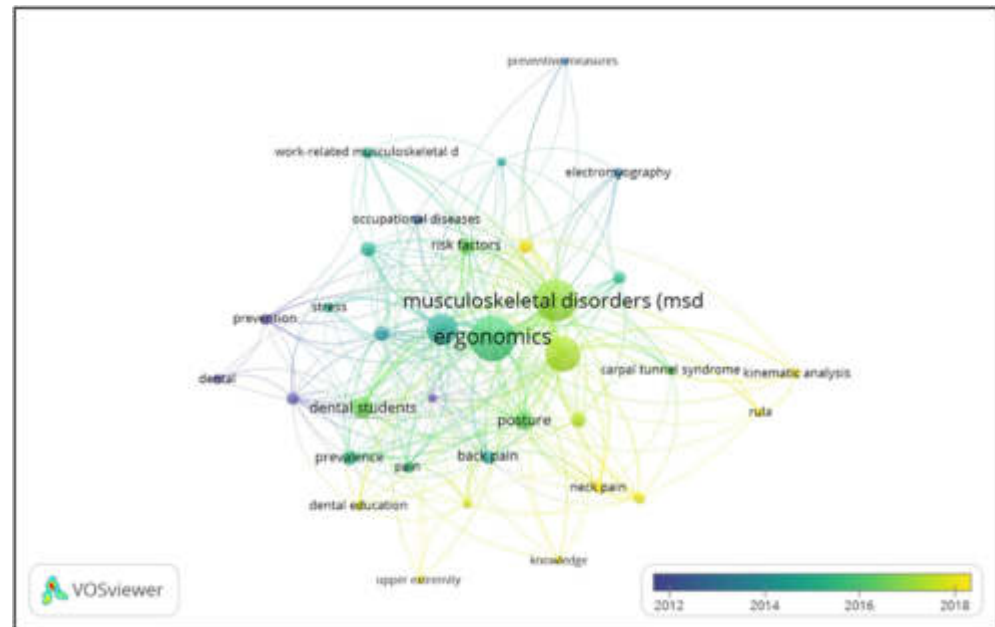 preventive measures
work-related musculoskeletal d
electromyography
occupational diseases
risk factors
musculoskeletal disorders (msd
stress
prevention
ergonomics
carpal tunnel syndrome
kinematic analysis
dental
dental students
posture
rula
prevalence
pain
back pain
neck pain
dental education
knowledge
upper extremity
VOSviewer
2012 2014 2016 2018